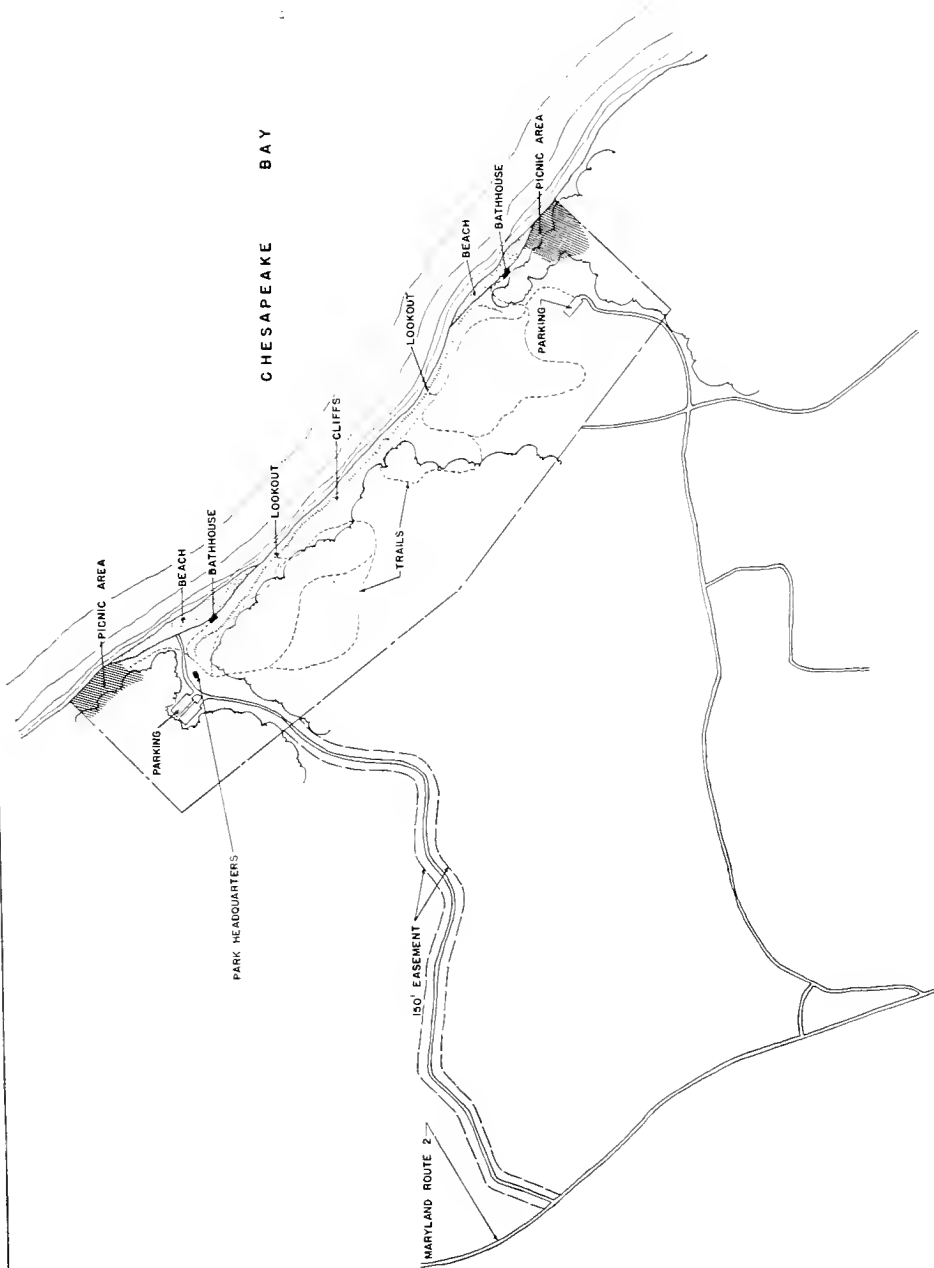 CHESAPEAKE BAY
PICNIC AREA
BEACH
BATHHOUSE
LOOKOUT
CLIFFS
LOOKOUT
BEACH
BATHHOUSE
PICNIC AREA
PARKING
TRAILS
PARKING
PARK HEADQUARTERS
150' EASEMENT
MARYLAND ROUTE 2